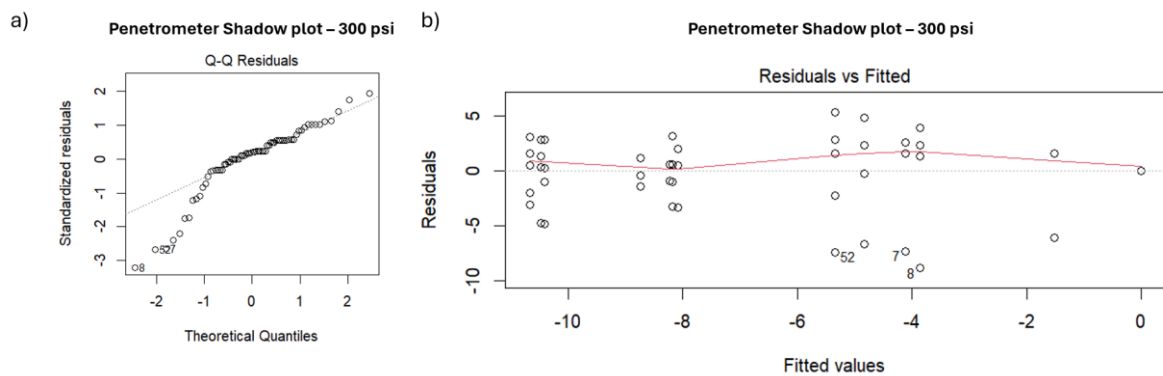 a)
Penetrometer Shadow plot – 300 psi
Q-Q Residuals
Standardized residuals
2
1
0
-1
-2
-3
8
527
-2
-1
0
1
2
Theoretical Quantiles
b)
Penetrometer Shadow plot – 300 psi
Residuals vs Fitted
Residuals
5
0
-5
-10
52
7
8
-10
-8
-6
-4
-2
0
Fitted values